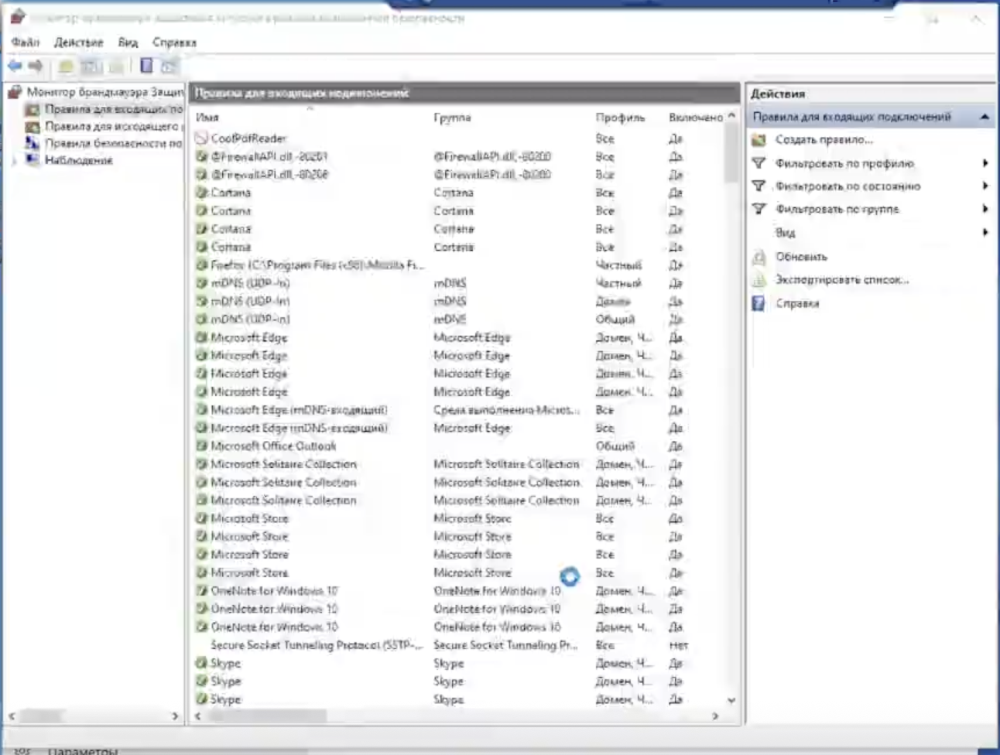 Монитор брандмауэра Защитника Windows в режиме повышенной безопасности
Файл Действие Вид Справка
Монитор брандмауэра Защит
Правила для входящих по
Правила для исходящего
Правила безопасности по
Наблюдение
Правила для входящих подключений
Имя Группа Профиль Включено
CoolPdfReader Все Да
@FirewallAPI.dll,-80201 @FirewallAPI.dll,-80200 Все Да
@FirewallAPI.dll,-80206 @FirewallAPI.dll,-80200 Все Да
Cortana Cortana Все Да
Cortana Cortana Все Да
Cortana Cortana Все Да
Cortana Cortana Все Да
Firefox (C:\Program Files (x86)\Mozilla Fi... Частный Да
mDNS (UDP-In) mDNS Частный Да
mDNS (UDP-In) mDNS Домен Да
mDNS (UDP-In) mDNS Общий Да
Microsoft Edge Microsoft Edge Домен, Ч... Да
Microsoft Edge Microsoft Edge Домен, Ч... Да
Microsoft Edge Microsoft Edge Домен, Ч... Да
Microsoft Edge Microsoft Edge Домен, Ч... Да
Microsoft Edge (mDNS-входящий) Среда выполнения Micros... Все Да
Microsoft Edge (mDNS-входящий) Microsoft Edge Все Да
Microsoft Office Outlook Общий Да
Microsoft Solitaire Collection Microsoft Solitaire Collection Домен, Ч... Да
Microsoft Solitaire Collection Microsoft Solitaire Collection Домен, Ч... Да
Microsoft Solitaire Collection Microsoft Solitaire Collection Домен, Ч... Да
Microsoft Store Microsoft Store Все Да
Microsoft Store Microsoft Store Все Да
Microsoft Store Microsoft Store Все Да
Microsoft Store Microsoft Store Все Да
OneNote for Windows 10 OneNote for Windows 10 Домен, Ч... Да
OneNote for Windows 10 OneNote for Windows 10 Домен, Ч... Да
OneNote for Windows 10 OneNote for Windows 10 Домен, Ч... Да
Secure Socket Tunneling Protocol (SSTP-... Secure Socket Tunneling Pr... Все Нет
Skype Skype Домен, Ч... Да
Skype Skype Домен, Ч... Да
Skype Skype Домен, Ч... Да
Действия
Правила для входящих подключений
Создать правило...
Фильтровать по профилю
Фильтровать по состоянию
Фильтровать по группе
Вид
Обновить
Экспортировать список...
Справка
Параметры